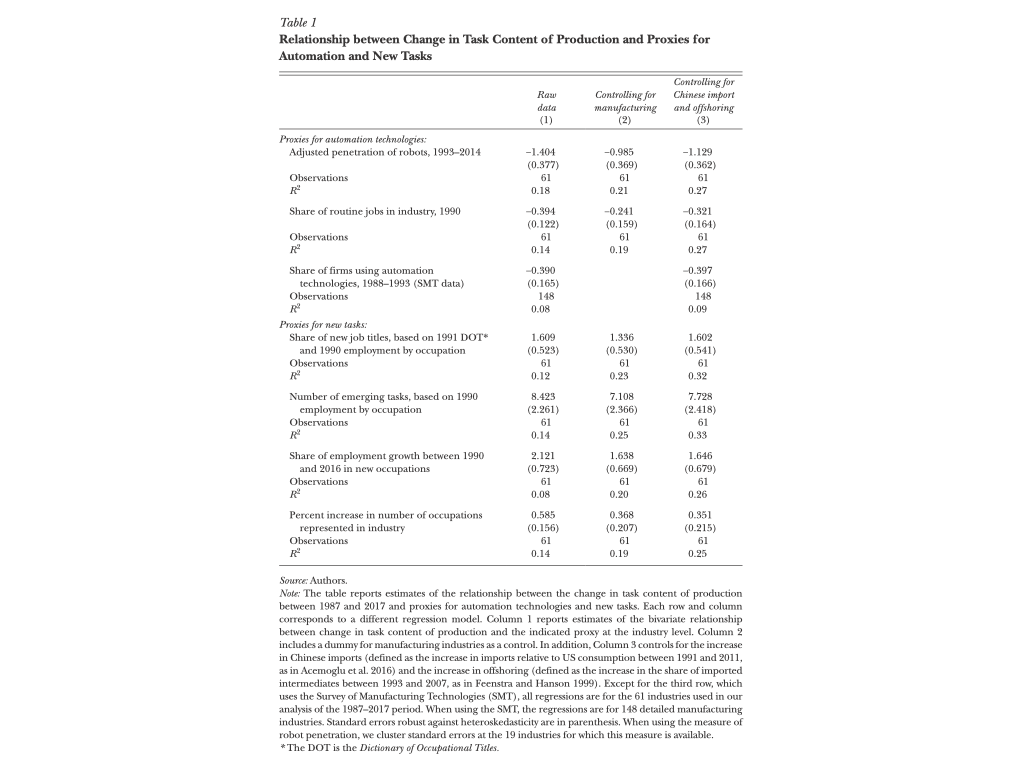 Table 1
Relationship between Change in Task Content of Production and Proxies for
Automation and New Tasks
Raw data (1) Controlling for manufacturing (2) Controlling for Chinese import and offshoring (3)
Proxies for automation technologies:
Adjusted penetration of robots, 1993–2014 −1.404 −0.985 −1.129
(0.377) (0.369) (0.362)
Observations 61 61 61
R² 0.18 0.21 0.27
Share of routine jobs in industry, 1990 −0.394 −0.241 −0.321
(0.122) (0.159) (0.164)
Observations 61 61 61
R² 0.14 0.19 0.27
Share of firms using automation −0.390 −0.397
technologies, 1988–1993 (SMT data) (0.165) (0.166)
Observations 148 148
R² 0.08 0.09
Proxies for new tasks:
Share of new job titles, based on 1991 DOT* 1.609 1.336 1.602
and 1990 employment by occupation (0.523) (0.530) (0.541)
Observations 61 61 61
R² 0.12 0.23 0.32
Number of emerging tasks, based on 1990 8.423 7.108 7.728
employment by occupation (2.261) (2.366) (2.418)
Observations 61 61 61
R² 0.14 0.25 0.33
Share of employment growth between 1990 2.121 1.638 1.646
and 2016 in new occupations (0.723) (0.669) (0.679)
Observations 61 61 61
R² 0.08 0.20 0.26
Percent increase in number of occupations 0.585 0.368 0.351
represented in industry (0.156) (0.207) (0.215)
Observations 61 61 61
R² 0.14 0.19 0.25
Source: Authors.
Note: The table reports estimates of the relationship between the change in task content of production
between 1987 and 2017 and proxies for automation technologies and new tasks. Each row and column
corresponds to a different regression model. Column 1 reports estimates of the bivariate relationship
between change in task content of production and the indicated proxy at the industry level. Column 2
includes a dummy for manufacturing industries as a control. In addition, Column 3 controls for the increase
in Chinese imports (defined as the increase in imports relative to US consumption between 1991 and 2011,
as in Acemoglu et al. 2016) and the increase in offshoring (defined as the increase in the share of imported
intermediates between 1993 and 2007, as in Feenstra and Hanson 1999). Except for the third row, which
uses the Survey of Manufacturing Technologies (SMT), all regressions are for the 61 industries used in our
analysis of the 1987–2017 period. When using the SMT, the regressions are for 148 detailed manufacturing
industries. Standard errors robust against heteroskedasticity are in parenthesis. When using the measure of
robot penetration, we cluster standard errors at the 19 industries for which this measure is available.
* The DOT is the Dictionary of Occupational Titles.